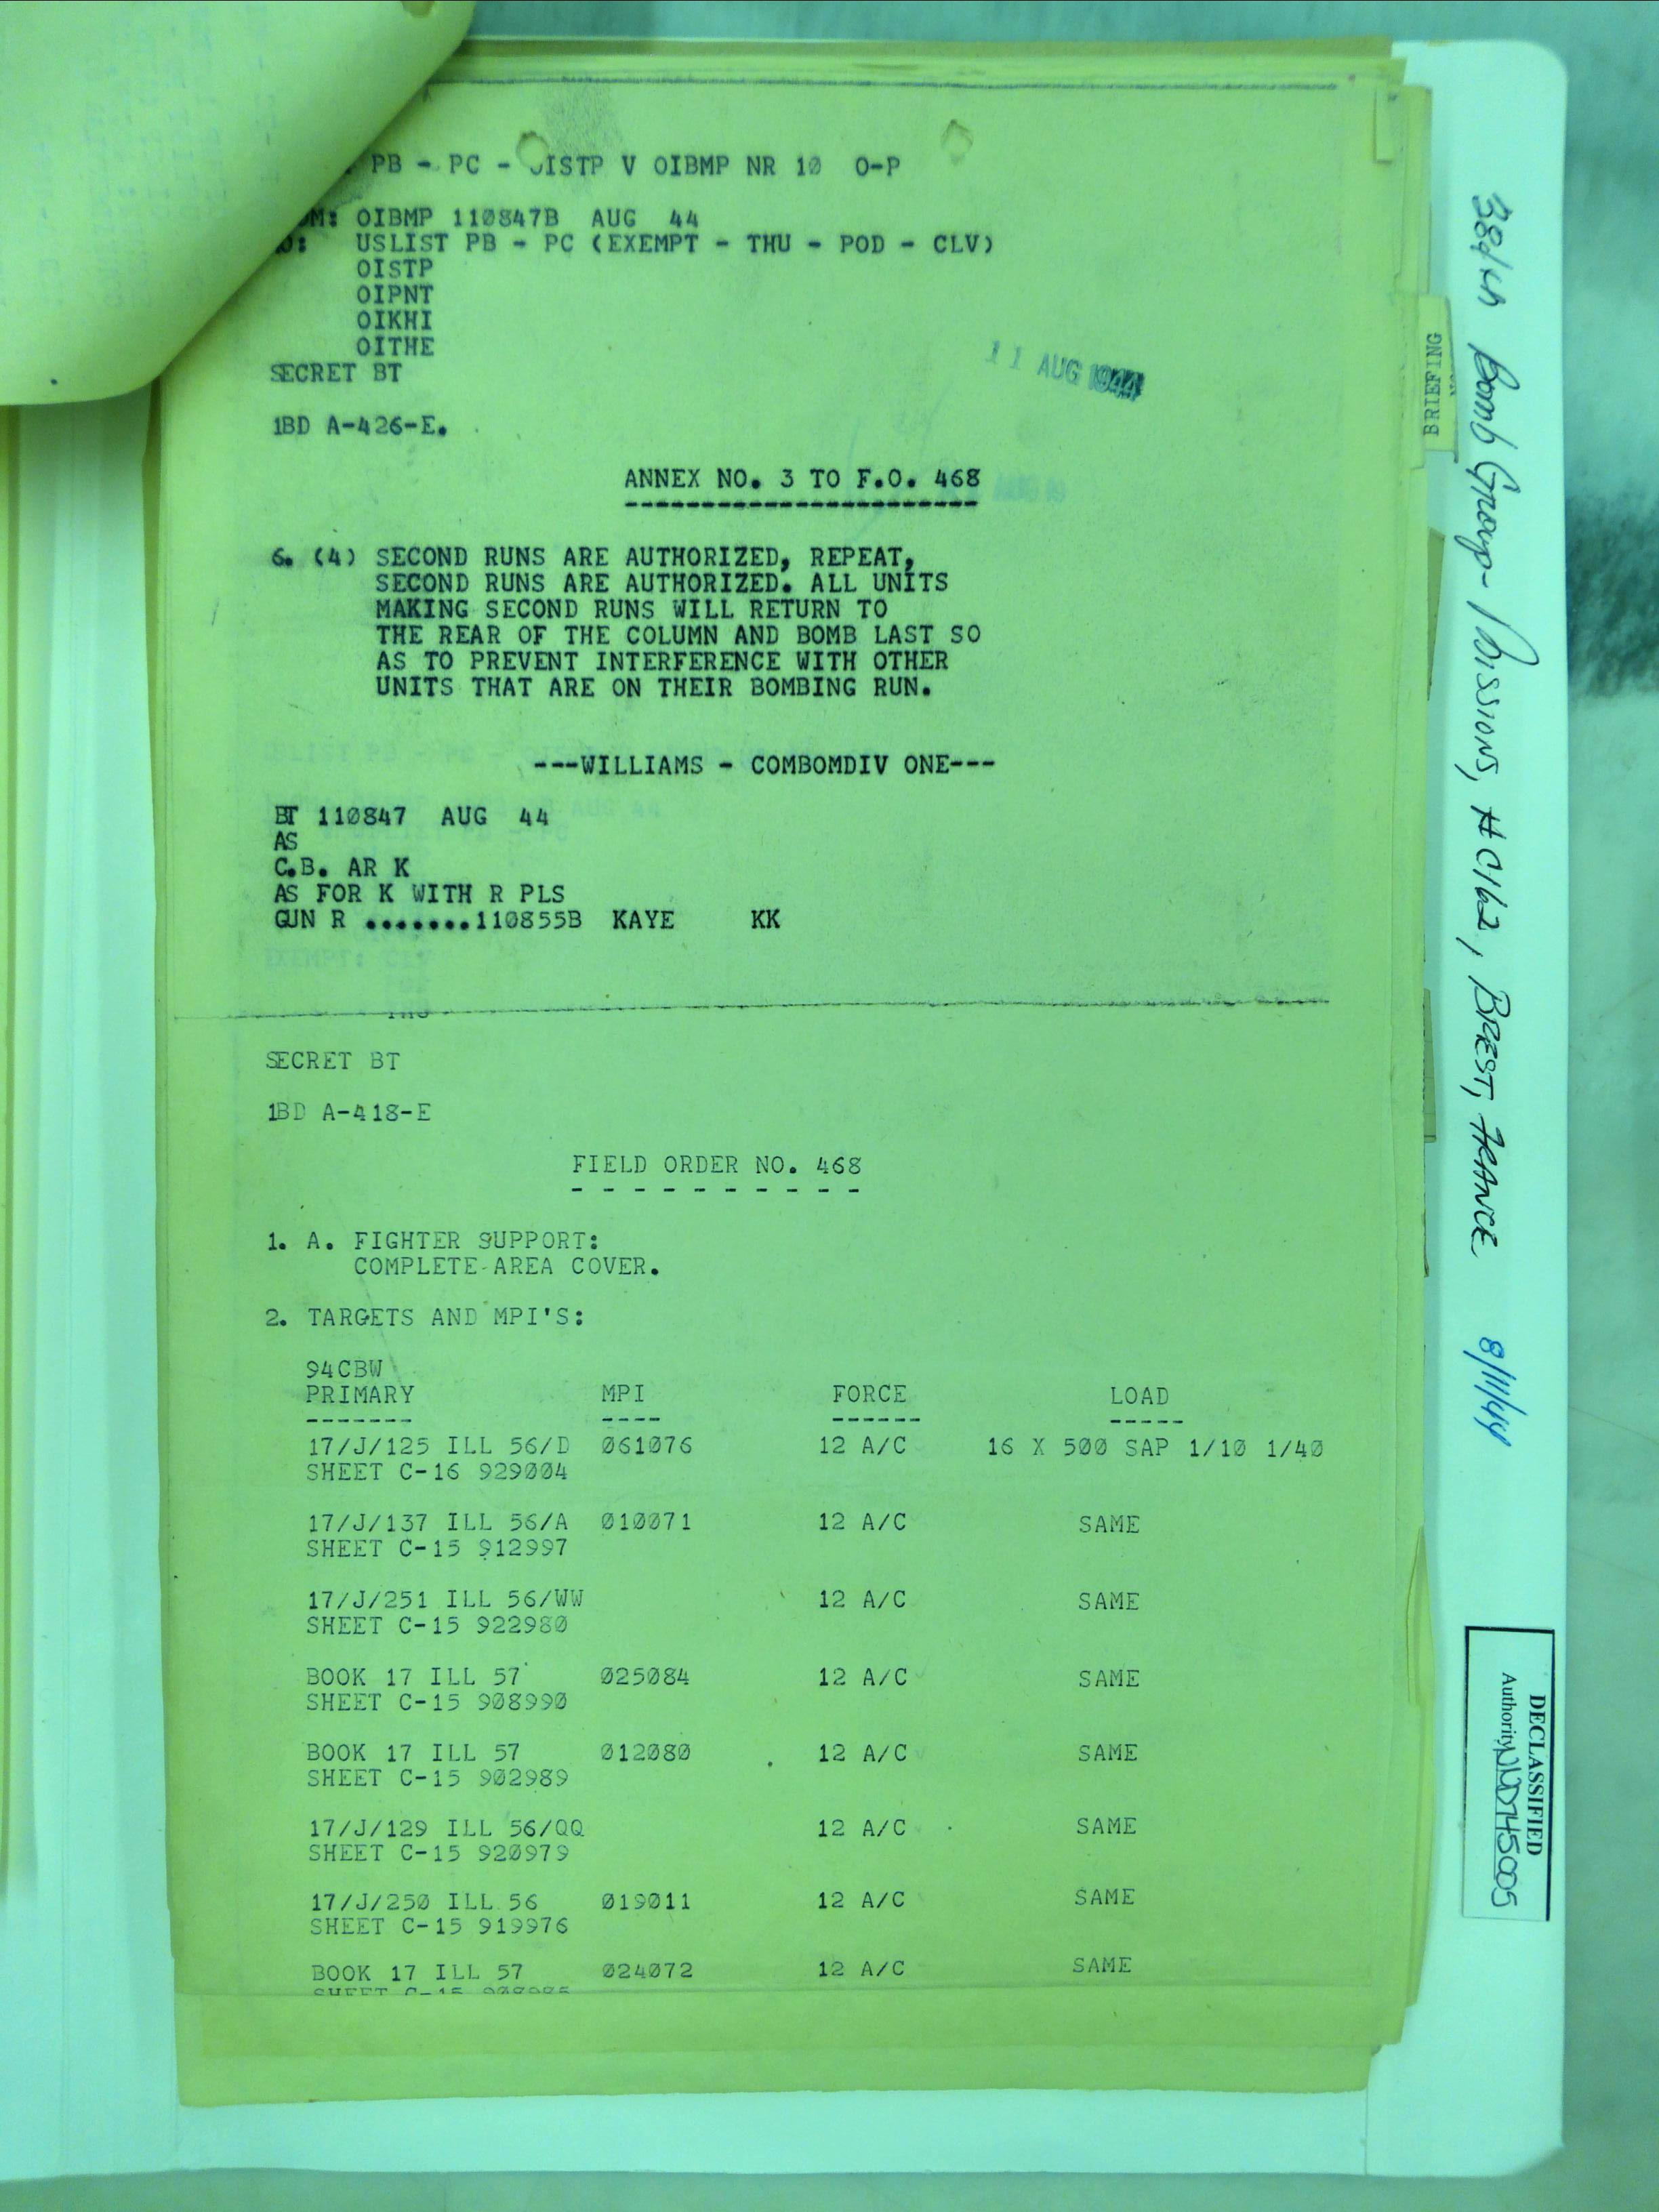 PB - PC - OISTP V OIBMP NR 10 O-P
OM: OIBMP 110847B AUG 44
O: USLIST PB - PC (EXEMPT - THU - POD - CLV)
OISTP
OIPNT
OIKHI
OITHE
SECRET BT
11 AUG 1944
1BD A-426-E.
ANNEX NO. 3 TO F.O. 468
6. (4) SECOND RUNS ARE AUTHORIZED, REPEAT,
SECOND RUNS ARE AUTHORIZED. ALL UNITS
MAKING SECOND RUNS WILL RETURN TO
THE REAR OF THE COLUMN AND BOMB LAST SO
AS TO PREVENT INTERFERENCE WITH OTHER
UNITS THAT ARE ON THEIR BOMBING RUN.
---WILLIAMS - COMBOMDIV ONE---
BT 110847 AUG 44
AS
C.B. AR K
AS FOR K WITH R PLS
GUN R .......110855B KAYE KK
SECRET BT
1BD A-418-E
FIELD ORDER NO. 468
1. A. FIGHTER SUPPORT:
COMPLETE AREA COVER.
2. TARGETS AND MPI'S:
94CBW
PRIMARY MPI FORCE LOAD
17/J/125 ILL 56/D 061076 12 A/C 16 X 500 SAP 1/10 1/40
SHEET C-16 929004
17/J/137 ILL 56/A 010071 12 A/C SAME
SHEET C-15 912997
17/J/251 ILL 56/WW 12 A/C SAME
SHEET C-15 922980
BOOK 17 ILL 57 025084 12 A/C SAME
SHEET C-15 908990
BOOK 17 ILL 57 012080 12 A/C SAME
SHEET C-15 902989
17/J/129 ILL 56/QQ 12 A/C SAME
SHEET C-15 920979
17/J/250 ILL 56 019011 12 A/C SAME
SHEET C-15 919976
BOOK 17 ILL 57 024072 12 A/C SAME
SHEET C-15
BRIEFING
384th Bomb Group - Missions, #C162, BREST, FRANCE 8/11/44
DECLASSIFIED
Authority NND745005